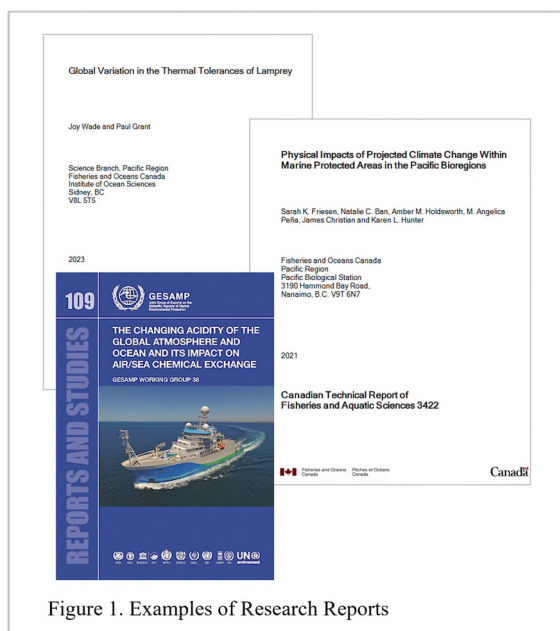 Global Variation in the Thermal Tolerances of Lamprey
Joy Wade and Paul Grant
Science Branch, Pacific Region
Fisheries and Oceans Canada
Institute of Ocean Sciences
Sidney, BC
V8L 5T5
2023
Physical Impacts of Projected Climate Change Within
Marine Protected Areas in the Pacific Bioregions
Sarah K. Friesen, Natalie C. Ban, Amber M. Holdsworth, M. Angelica
Peña, James Christian and Karen L. Hunter
Fisheries and Oceans Canada
Pacific Region
Pacific Biological Station
3190 Hammond Bay Road,
Nanaimo, B.C. V9T 6N7
2021
Canadian Technical Report of
Fisheries and Aquatic Sciences 3422
Fisheries and Oceans Pêches et Océans
Canada Canada
Canada
109
REPORTS AND STUDIES
GESAMP
THE CHANGING ACIDITY OF THE
GLOBAL ATMOSPHERE AND
OCEAN AND ITS IMPACT ON
AIR/SEA CHEMICAL EXCHANGE
GESAMP WORKING GROUP 38
UN
environment
Figure 1. Examples of Research Reports